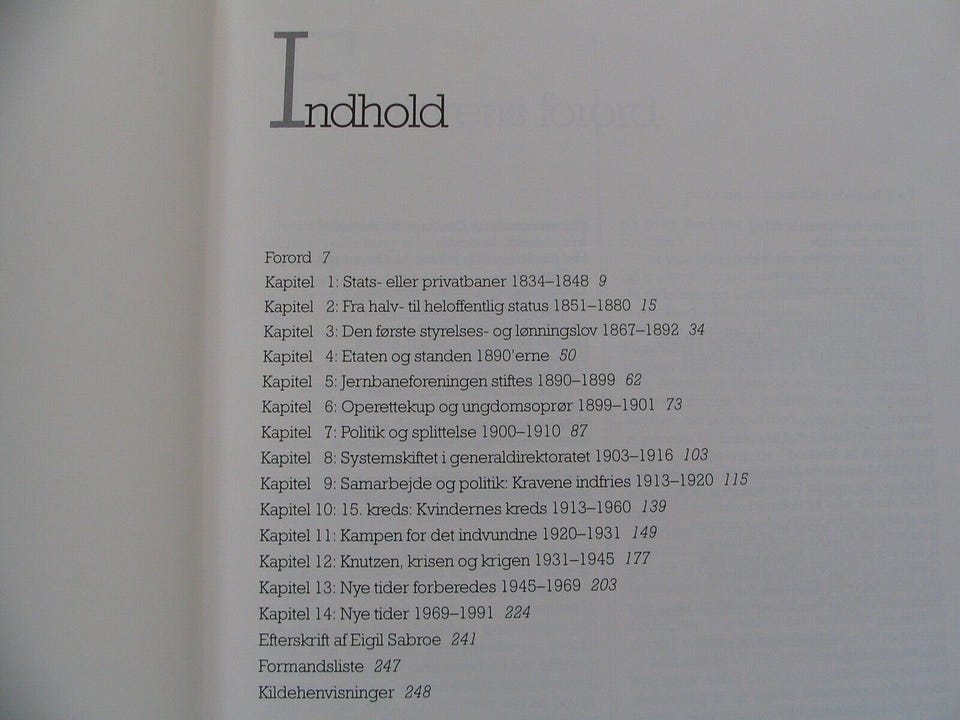 Indhold
Forord 7
Kapitel 1: Stats- eller privatbaner 1834–1848 9
Kapitel 2: Fra halv- til heloffentlig status 1851–1880 15
Kapitel 3: Den første styrelses- og lønningslov 1867–1892 34
Kapitel 4: Etaten og standen 1890'erne 50
Kapitel 5: Jernbaneforeningen stiftes 1890–1899 62
Kapitel 6: Operettekup og ungdomsoprør 1899–1901 73
Kapitel 7: Politik og splittelse 1900–1910 87
Kapitel 8: Systemskiftet i generaldirektoratet 1903–1916 103
Kapitel 9: Samarbejde og politik: Kravene indfries 1913–1920 115
Kapitel 10: 15. kreds: Kvindernes kreds 1913–1960 139
Kapitel 11: Kampen for det indvundne 1920–1931 149
Kapitel 12: Knutzen, krisen og krigen 1931–1945 177
Kapitel 13: Nye tider forberedes 1945–1969 203
Kapitel 14: Nye tider 1969–1991 224
Efterskrift af Eigil Sabroe 241
Formandsliste 247
Kildehenvisninger 248